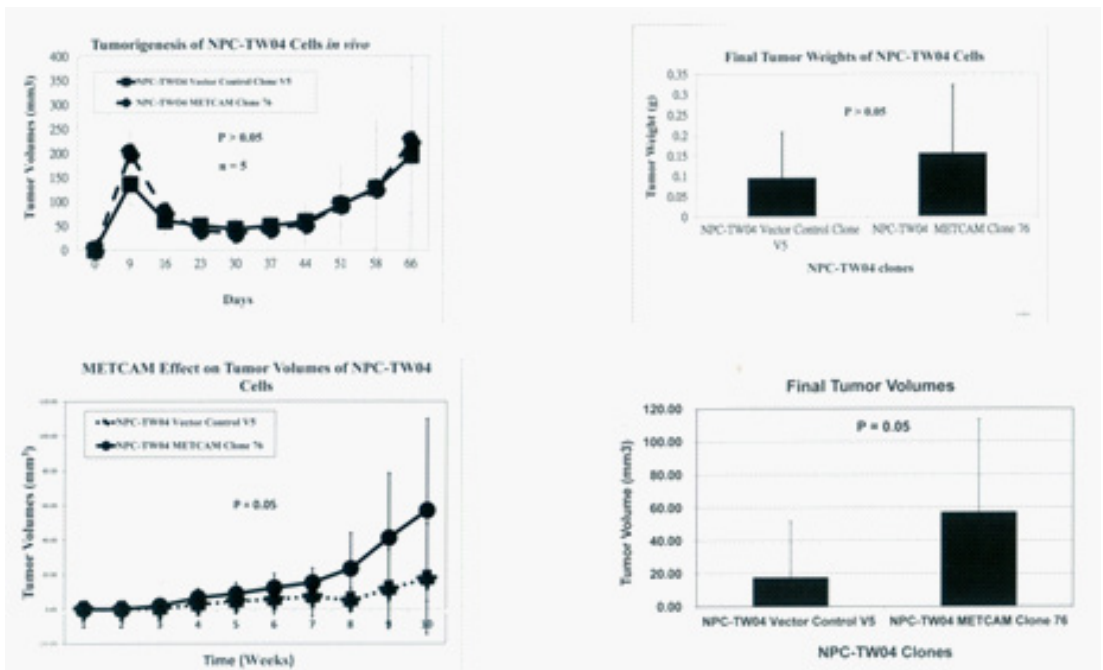 Tumorigenesis of NPC-TW04 Cells in vivo
400
350
300
250
200
150
100
50
0
Tumor Volumes (mm3)
NPC-TW04 Vector Control Clone V5
NPC-TW04 METCAM Clone 76
P > 0.05
n = 5
0 9 16 23 30 37 44 51 58 66
Days
Final Tumor Weights of NPC-TW04 Cells
0.35
0.3
0.25
0.2
0.15
0.1
0.05
0
Tumor Weight (g)
P > 0.05
NPC-TW04 Vector Control Clone NPC-TW04 METCAM Clone 76
V5
NPC-TW04 clones
METCAM Effect on Tumor Volumes of NPC-TW04
Cells
Tumor Volumes (mm³)
NPC-TW04 Vector Control V5
NPC-TW04 METCAM Clone 76
P = 0.05
1 2 3 4 5 6 7 8 9 10
Time (Weeks)
Final Tumor Volumes
120.00
100.00
80.00
60.00
40.00
20.00
0.00
Tumor Volume (mm3)
P = 0.05
NPC-TW04 Vector Control V5 NPC-TW04 METCAM Clone 76
NPC-TW04 Clones